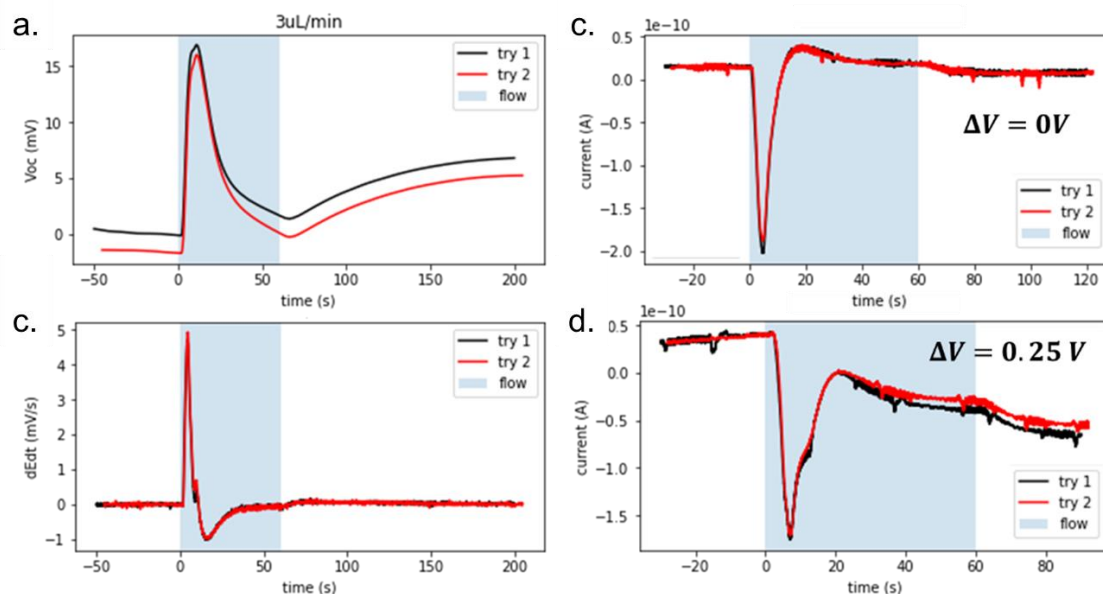 a.
3uL/min
Voc (mV)
15
10
5
0
try 1
try 2
flow
−50 0 50 100 150 200
time (s)
c.
1e−10
current (A)
0.5
0.0
−0.5
−1.0
−1.5
−2.0
ΔV = 0V
try 1
try 2
flow
−20 0 20 40 60 80 100 120
time (s)
c.
dEdt (mV/s)
5
4
3
2
1
0
−1
try 1
try 2
flow
−50 0 50 100 150 200
time (s)
d.
1e−10
current (A)
0.5
0.0
−0.5
−1.0
−1.5
ΔV = 0.25 V
try 1
try 2
flow
−20 0 20 40 60 80
time (s)